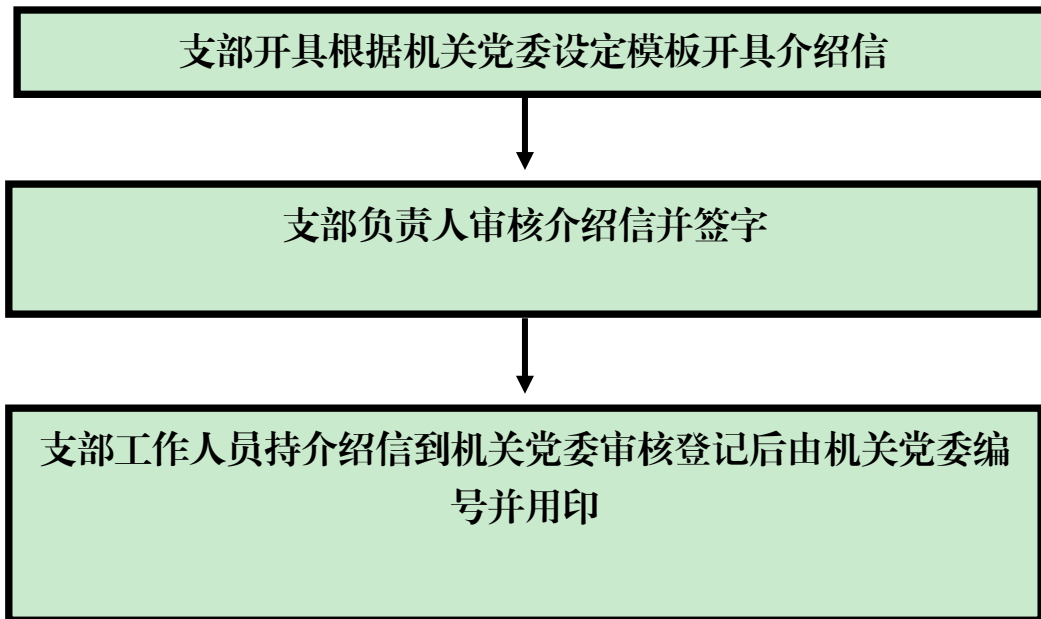 支部开具根据机关党委设定模板开具介绍信
支部负责人审核介绍信并签字
支部工作人员持介绍信到机关党委审核登记后由机关党委编
号并用印